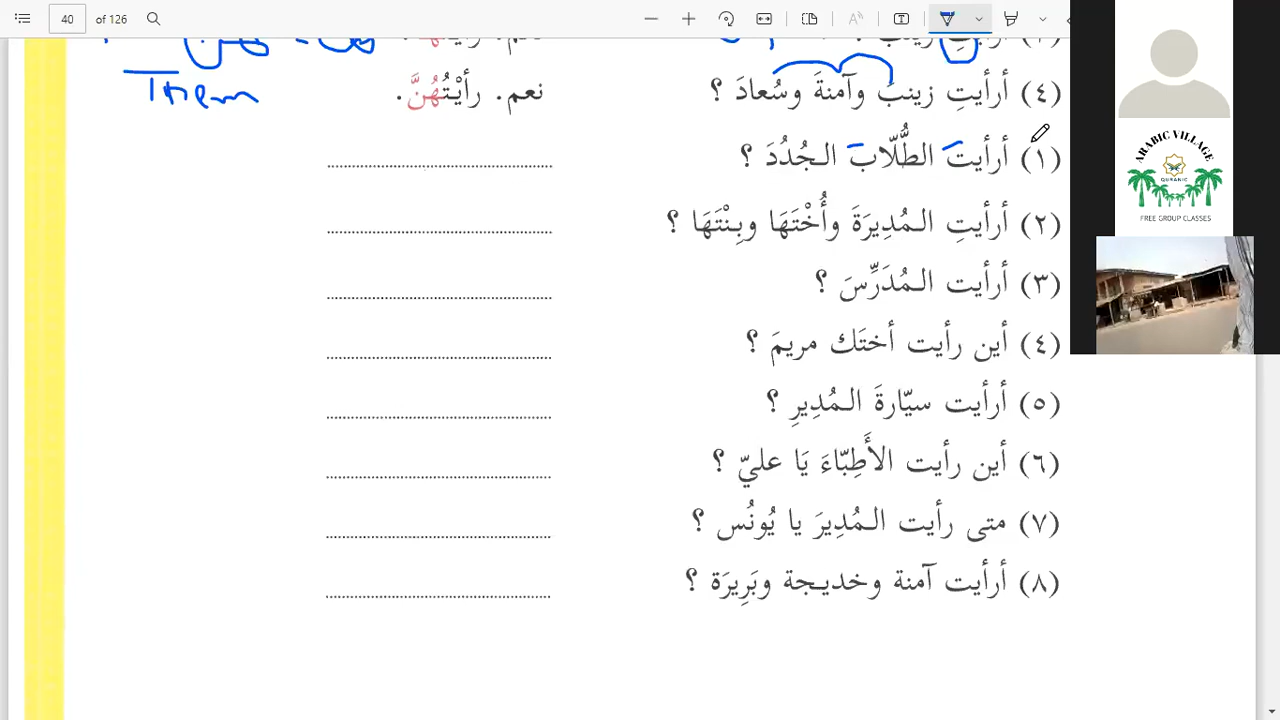 40 of 126
Them
(٤) أرأيتِ زينبَ وآمنةَ وسُعادَ ؟ نعم. رأيْتُهُنَّ.
(١) أرأيت الطُّلّابَ الجُدُدَ ؟
(٢) أرأيتِ المُدِيرَةَ وأُخْتَهَا وبِنْتَهَا ؟
(٣) أرأيت المُدَرِّسَ ؟
(٤) أين رأيت أختَك مريمَ ؟
(٥) أرأيت سيّارةَ المُدِيرِ ؟
(٦) أين رأيت الأَطِبّاءَ يَا عليّ ؟
(٧) متى رأيت المُدِيرَ يا يُونُس ؟
(٨) أرأيت آمنة وخديجة وبَرِيرَة ؟
ARABIC VILLAGE
QURANIC
FREE GROUP CLASSES